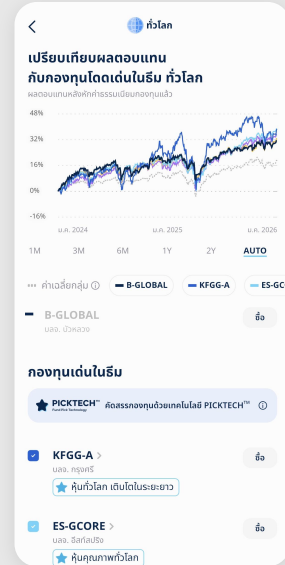 ทั่วโลก
เปรียบเทียบผลตอบแทน
กับกองทุนโดดเด่นในธีม ทั่วโลก
ผลตอบแทนหลังหักค่าธรรมเนียมกองทุนแล้ว
48%
32%
16%
0%
-16%
ม.ค. 2024 ม.ค. 2025 ม.ค. 2026
1M 3M 6M 1Y 2Y AUTO
ค่าเฉลี่ยกลุ่ม B-GLOBAL KFGG-A ES-GC
B-GLOBAL ซื้อ
บลจ. บัวหลวง
กองทุนเด่นในธีม
PICKTECH™ คัดสรรกองทุนด้วยเทคโนโลยี PICKTECH™
KFGG-A ซื้อ
บลจ. กรุงศรี
หุ้นทั่วโลก เติบโตในระยะยาว
ES-GCORE ซื้อ
บลจ. อีสท์สปริง
หุ้นคุณภาพทั่วโลก